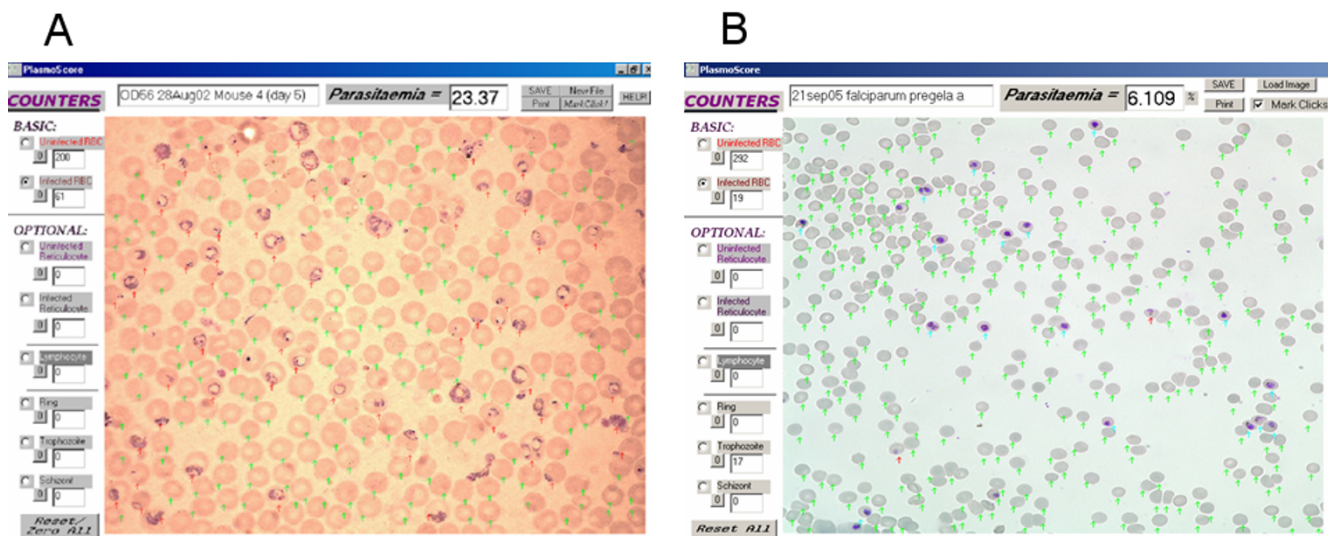 A
B
PlasmoScore
COUNTERS
OD56 28Aug02 Mouse 4 (day 5)
Parasitaemia =
23.37
SAVE
New File
Print
Mark Click?
HELP!
BASIC:
Uninfected RBC
0
200
Infected RBC
0
61
OPTIONAL:
Uninfected
Reticulocyte
0
0
Infected
Reticulocyte
0
0
Lymphocyte
0
0
Ring
0
0
Trophozoite
0
0
Schizont
0
0
Reset/
Zero All
PlasmoScore
COUNTERS
21sep05 falciparum pregela a
Parasitaemia =
6.109
%
SAVE
Load Image
Print
Mark Clicks
BASIC:
Uninfected RBC
0
292
Infected RBC
0
19
OPTIONAL:
Uninfected
Reticulocyte
0
0
Infected
Reticulocyte
0
0
Lymphocyte
0
0
Ring
0
0
Trophozoite
0
17
Schizont
0
0
Reset All